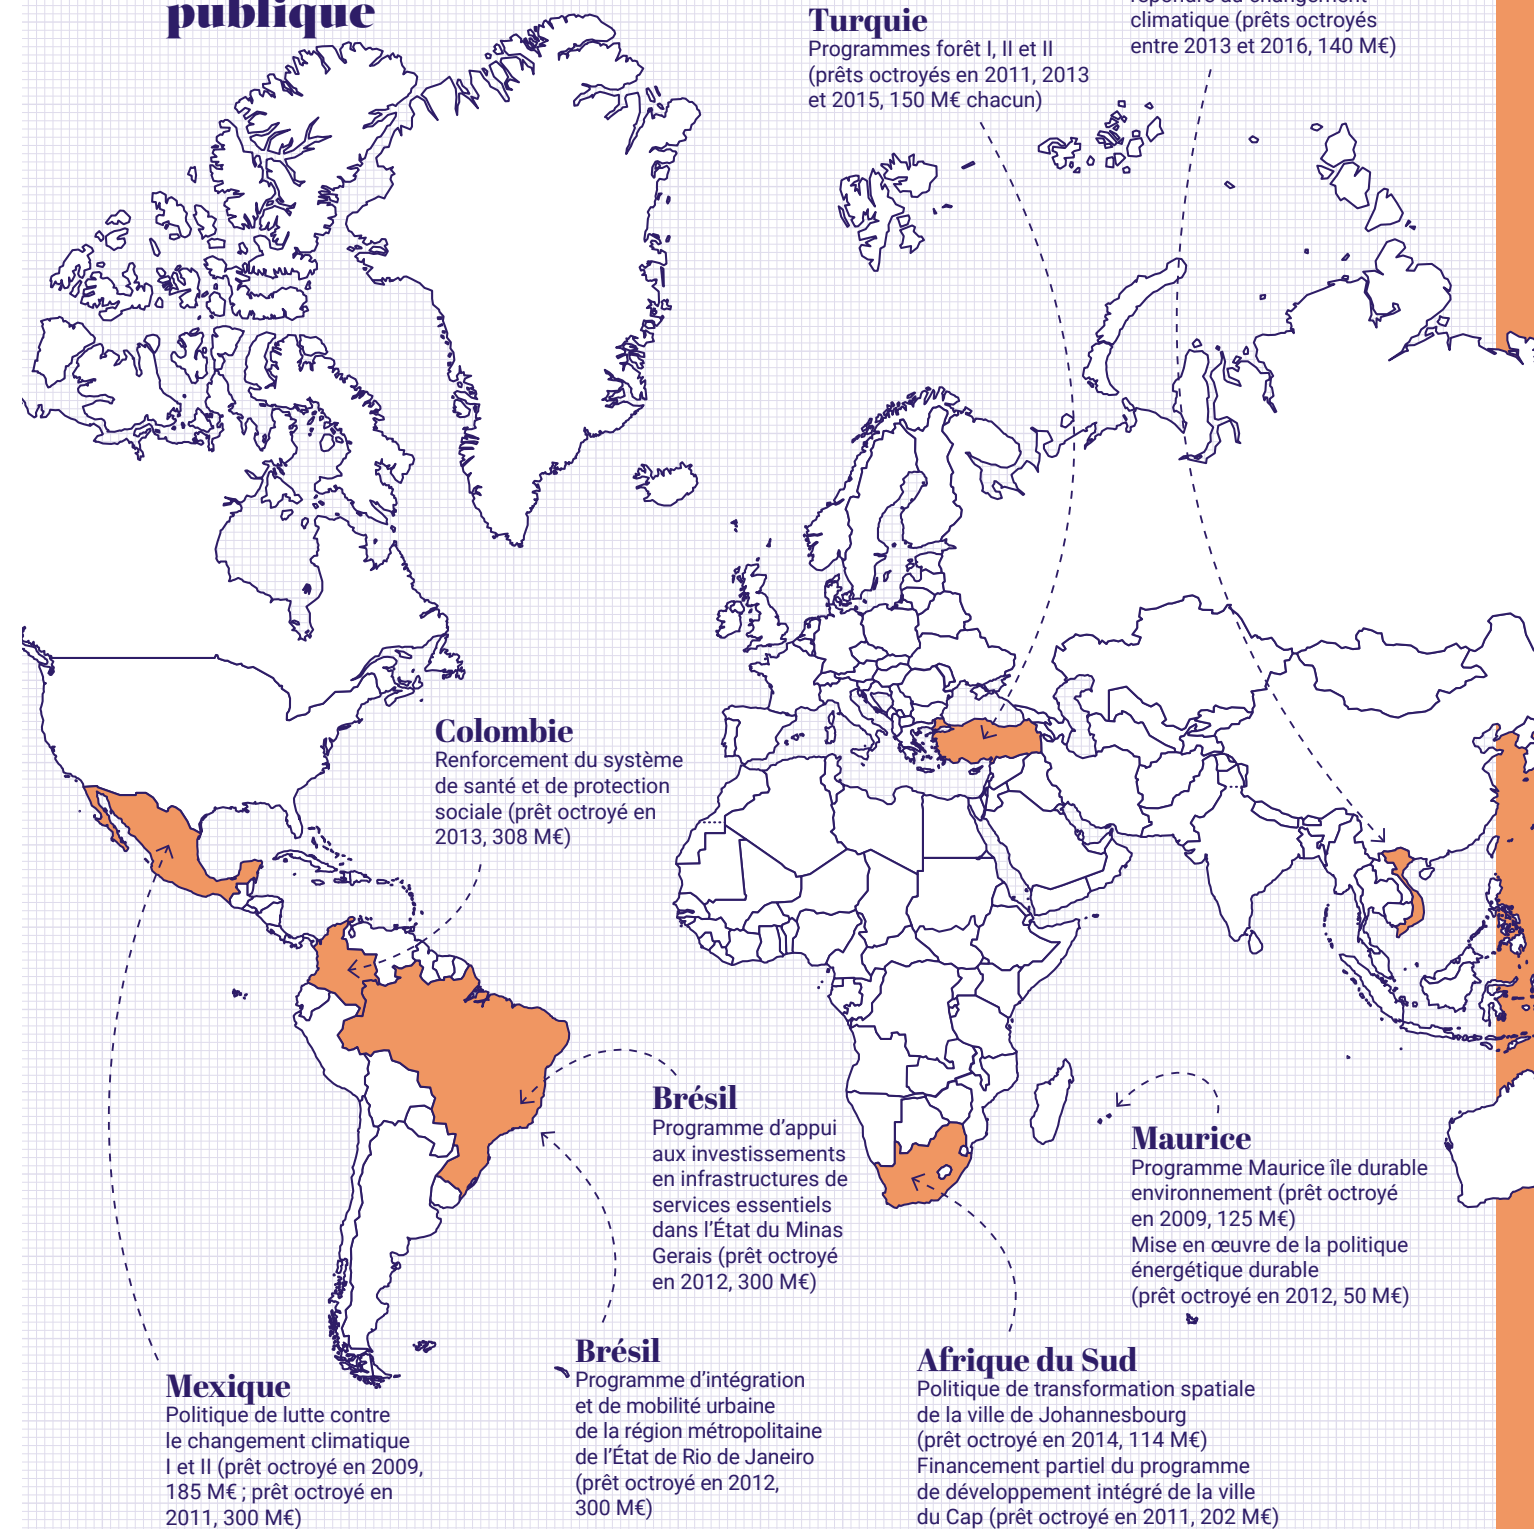 publique
Turquie
Programmes forêt I, II et II
(prêts octroyés en 2011, 2013
et 2015, 150 M€ chacun)
climatique (prêts octroyés
entre 2013 et 2016, 140 M€)
Colombie
Renforcement du système
de santé et de protection
sociale (prêt octroyé en
2013, 308 M€)
Brésil
Programme d’appui
aux investissements
en infrastructures de
services essentiels
dans l’État du Minas
Gerais (prêt octroyé
en 2012, 300 M€)
Maurice
Programme Maurice île durable
environnement (prêt octroyé
en 2009, 125 M€)
Mise en œuvre de la politique
énergétique durable
(prêt octroyé en 2012, 50 M€)
Mexique
Politique de lutte contre
le changement climatique
I et II (prêt octroyé en 2009,
185 M€ ; prêt octroyé en
2011, 300 M€)
Brésil
Programme d’intégration
et de mobilité urbaine
de la région métropolitaine
de l’État de Rio de Janeiro
(prêt octroyé en 2012,
300 M€)
Afrique du Sud
Politique de transformation spatiale
de la ville de Johannesbourg
(prêt octroyé en 2014, 114 M€)
Financement partiel du programme
de développement intégré de la ville
du Cap (prêt octroyé en 2011, 202 M€)